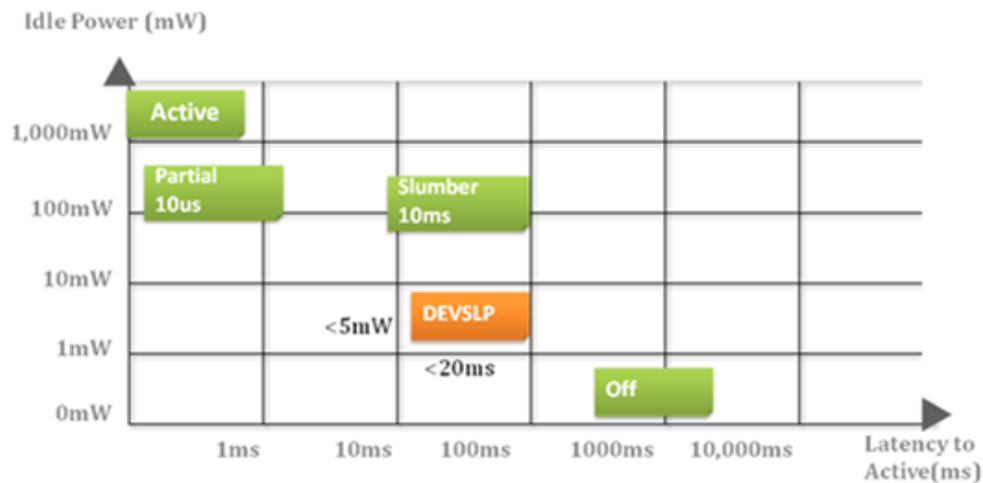 Idle Power (mW)
Active
1,000mW
Partial
10us
Slumber
10ms
100mW
10mW
DEVSLP
<5mW
1mW
<20ms
Off
0mW
1ms
10ms
100ms
1000ms
10,000ms
Latency to
Active(ms)